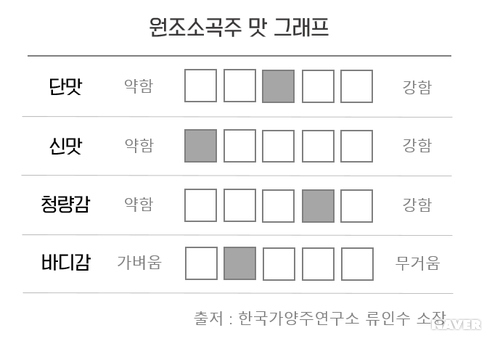 원조소곡주 맛 그래프
단맛 약함 강함
신맛 약함 강함
청량감 약함 강함
바디감 가벼움 무거움
출저 : 한국가양주연구소 류인수 소장
NAVER